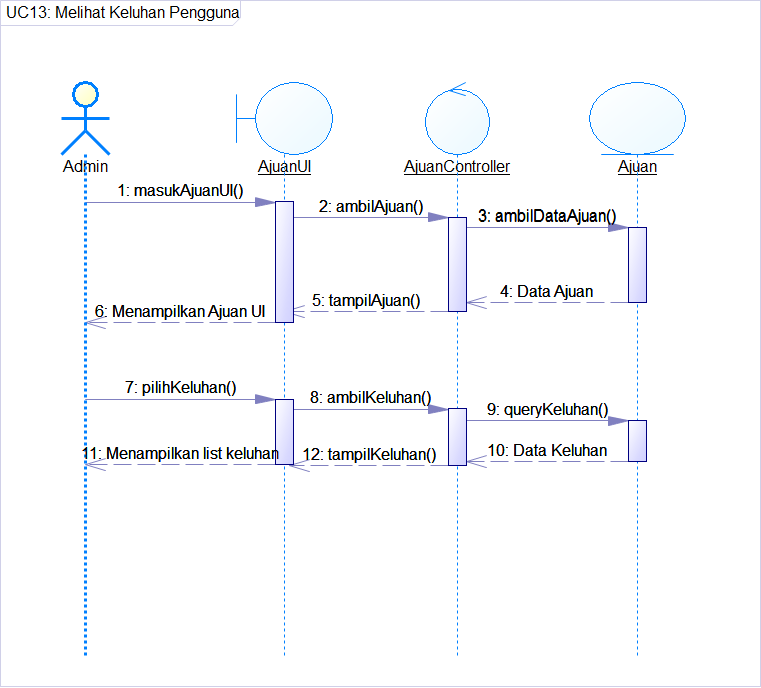 UC13: Melihat Keluhan Pengguna
Admin
AjuanUI
AjuanController
Ajuan
1: masukAjuanUI()
2: ambilAjuan()
3: ambilDataAjuan()
4: Data Ajuan
5: tampilAjuan()
6: Menampilkan Ajuan UI
7: pilihKeluhan()
8: ambilKeluhan()
9: queryKeluhan()
10: Data Keluhan
11: Menampilkan list keluhan
12: tampilKeluhan()